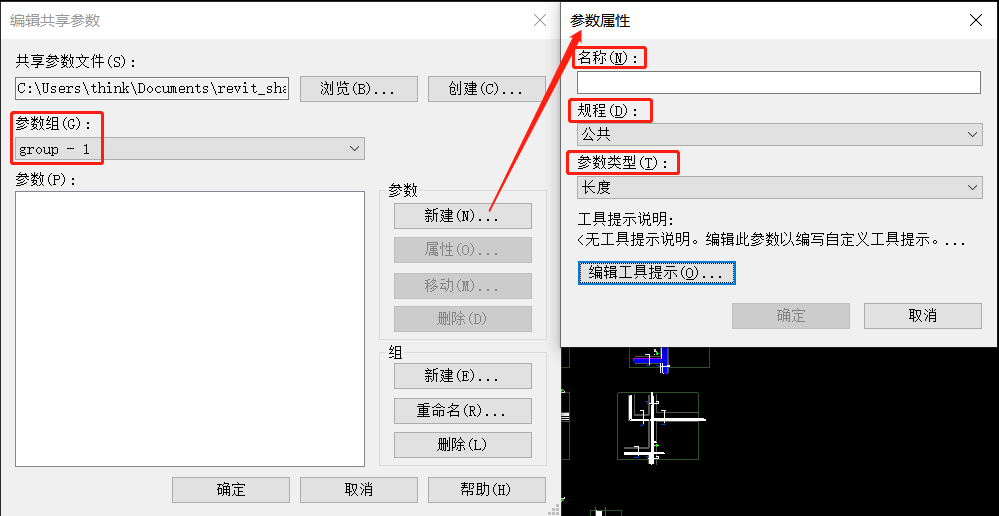 编辑共享参数
共享参数文件(S):
C:\Users\think\Documents\revit_sha
浏览(B)...
创建(C)...
参数组(G):
group - 1
参数(P):
参数
新建(N)...
属性(O)...
移动(M)...
删除(D)
组
新建(E)...
重命名(R)...
删除(L)
确定
取消
帮助(H)
参数属性
名称(N):
规程(D):
公共
参数类型(T):
长度
工具提示说明:
<无工具提示说明。编辑此参数以编写自定义工具提示。...
编辑工具提示(O)...
确定
取消